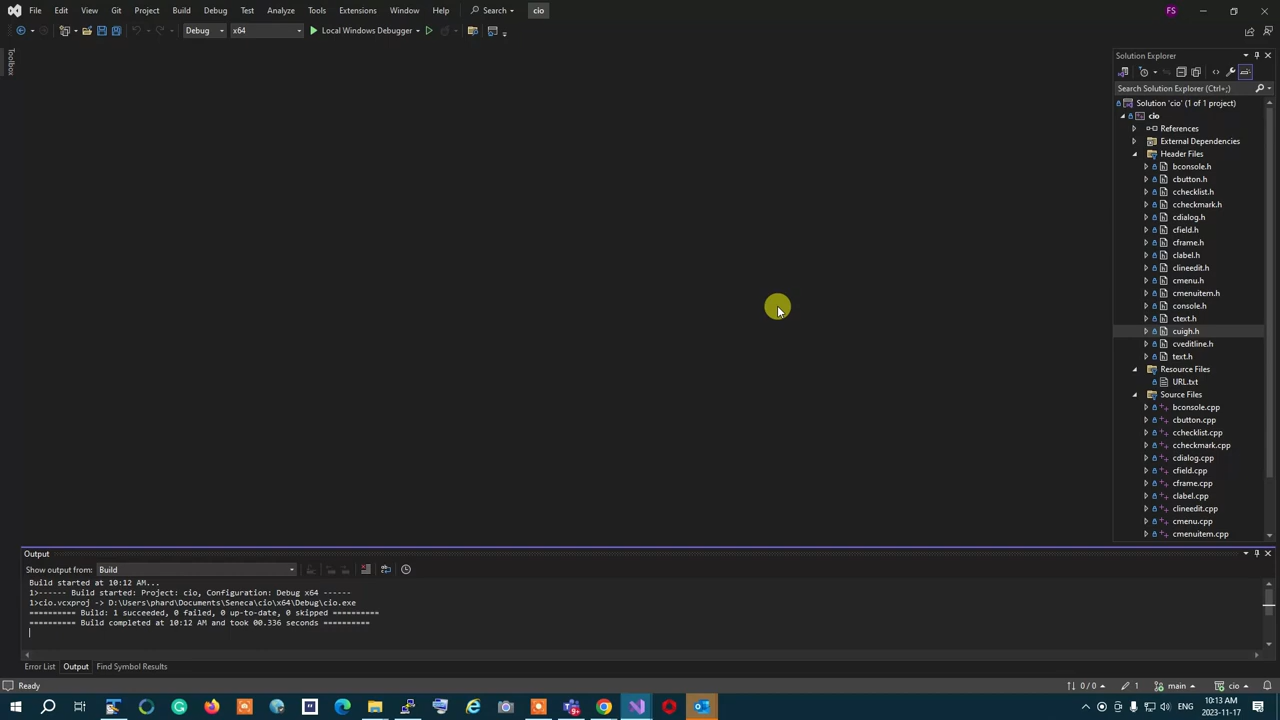 File Edit View Git Project Build Debug Test Analyze Tools Extensions Window Help Search cio FS
Debug x64 Local Windows Debugger
Toolbox
Solution Explorer
Search Solution Explorer (Ctrl+;)
Solution 'cio' (1 of 1 project)
cio
References
External Dependencies
Header Files
bconsole.h
cbutton.h
cchecklist.h
ccheckmark.h
cdialog.h
cfield.h
cframe.h
clabel.h
clineedit.h
cmenu.h
cmenuitem.h
console.h
ctext.h
cuigh.h
cveditline.h
text.h
Resource Files
URL.txt
Source Files
bconsole.cpp
cbutton.cpp
cchecklist.cpp
ccheckmark.cpp
cdialog.cpp
cfield.cpp
cframe.cpp
clabel.cpp
clineedit.cpp
cmenu.cpp
cmenuitem.cpp
Output
Show output from: Build
Build started at 10:12 AM...
1>------ Build started: Project: cio, Configuration: Debug x64 ------
1>cio.vcxproj -> D:\Users\phard\Documents\Seneca\cio\x64\Debug\cio.exe
========== Build: 1 succeeded, 0 failed, 0 up-to-date, 0 skipped ==========
========== Build completed at 10:12 AM and took 00.336 seconds ==========
Error List Output Find Symbol Results
Ready 0 / 0 1 main cio
ENG 10:13 AM
2023-11-17